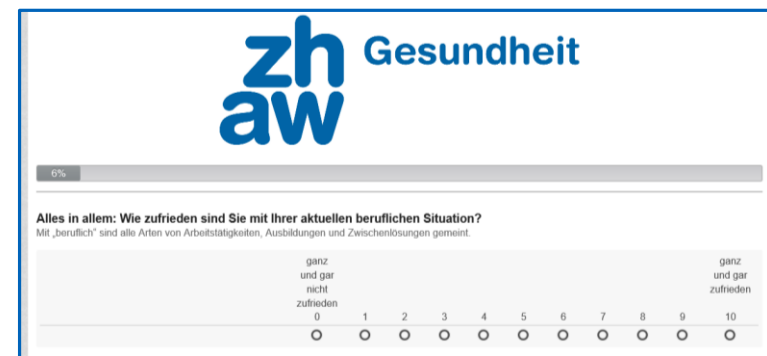 zh Gesundheit
aw
6%
Alles in allem: Wie zufrieden sind Sie mit Ihrer aktuellen beruflichen Situation?
Mit „beruflich" sind alle Arten von Arbeitstätigkeiten, Ausbildungen und Zwischenlösungen gemeint.
ganz ganz
und gar und gar
nicht zufrieden
zufrieden
0 1 2 3 4 5 6 7 8 9 10